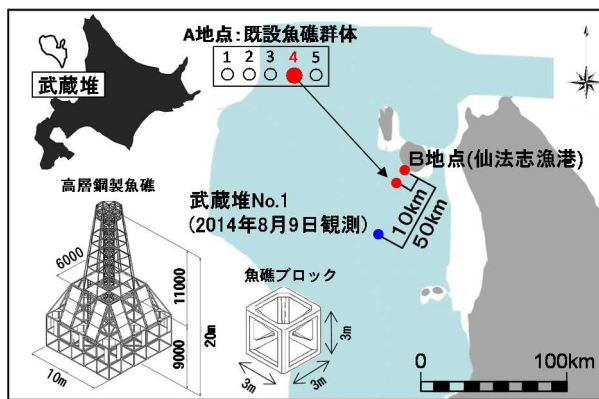 A地点:既設魚礁群体
1 2 3 4 5
武蔵堆
B地点(仙法志漁港)
高層鋼製魚礁
武蔵堆No.1
(2014年8月9日観測)
10km
50km
6000
11000
20m
9000
10m
魚礁ブロック
3m
3m
3m
0 100km